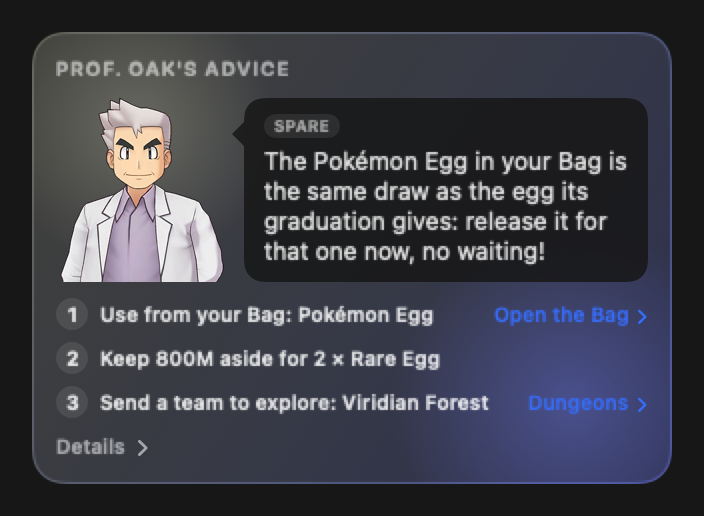 PROF. OAK'S ADVICE
SPARE
The Pokémon Egg in your Bag is
the same draw as the egg its
graduation gives: release it for
that one now, no waiting!
1 Use from your Bag: Pokémon Egg Open the Bag >
2 Keep 800M aside for 2 × Rare Egg
3 Send a team to explore: Viridian Forest Dungeons >
Details >